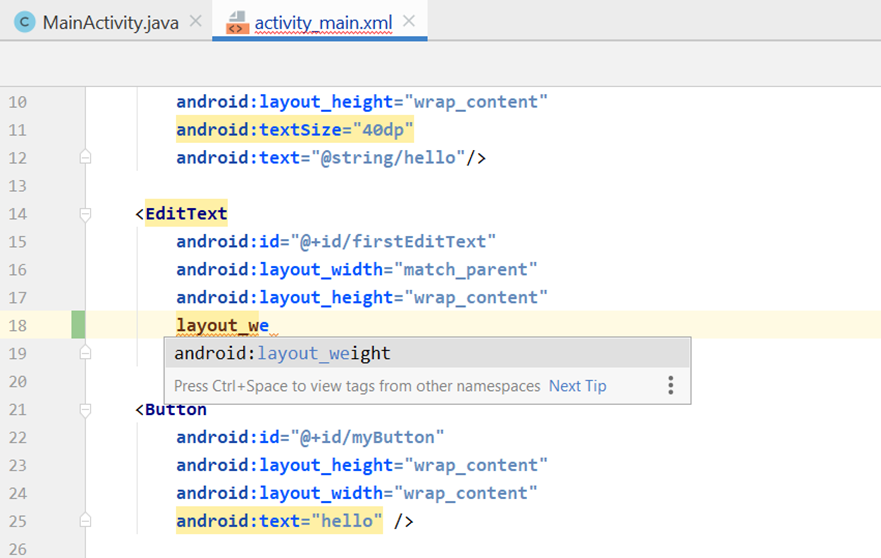 MainActivity.java
activity_main.xml
10 android:layout_height="wrap_content"
11 android:textSize="40dp"
12 android:text="@string/hello"/>
13
14 <EditText
15 android:id="@+id/firstEditText"
16 android:layout_width="match_parent"
17 android:layout_height="wrap_content"
18 layout_we
19 android:layout_weight
20 Press Ctrl+Space to view tags from other namespaces Next Tip
21 <Button
22 android:id="@+id/myButton"
23 android:layout_height="wrap_content"
24 android:layout_width="wrap_content"
25 android:text="hello" />
26